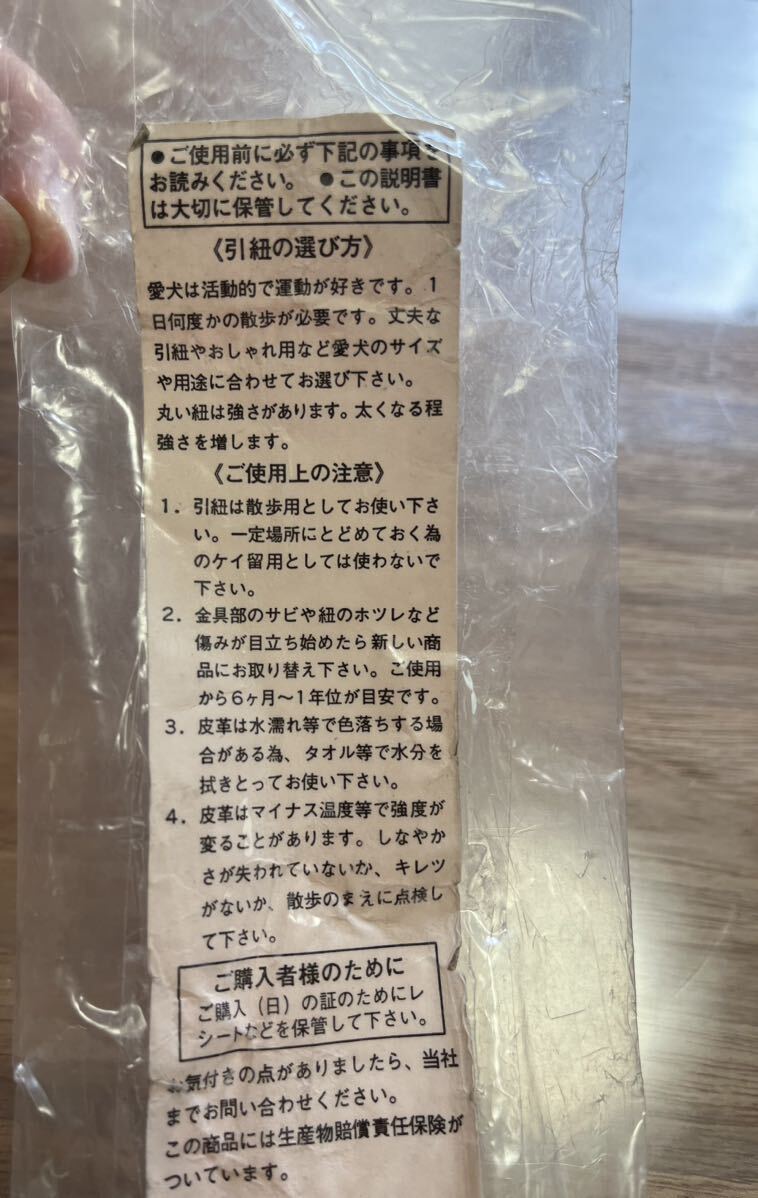 ●ご使用前に必ず下記の事項を
お読みください。 ●この説明書
は大切に保管してください。
《引紐の選び方》
愛犬は活動的で運動が好きです。1
日何度かの散歩が必要です。丈夫な
引紐やおしゃれ用など愛犬のサイズ
や用途に合わせてお選び下さい。
丸い紐は強さがあります。太くなる程
強さを増します。
《ご使用上の注意》
1. 引紐は散歩用としてお使い下さ
い。一定場所にとどめておく為
のケイ留用としては使わないで
下さい。
2. 金具部のサビや紐のホツレなど
傷みが目立ち始めたら新しい商
品にお取り替え下さい。ご使用
から6ヶ月〜1年位が目安です。
3. 皮革は水濡れ等で色落ちする場
合がある為、タオル等で水分を
拭きとってお使い下さい。
4. 皮革はマイナス温度等で強度が
変ることがあります。しなやか
さが失われていないか、キレツ
がないか、散歩のまえに点検し
て下さい。
ご購入者様のために
ご購入（日）の証のためにレ
シートなどを保管して下さい。
お気付きの点がありましたら、当社
までお問い合わせください。
この商品には生産物賠償責任保険が
ついています。